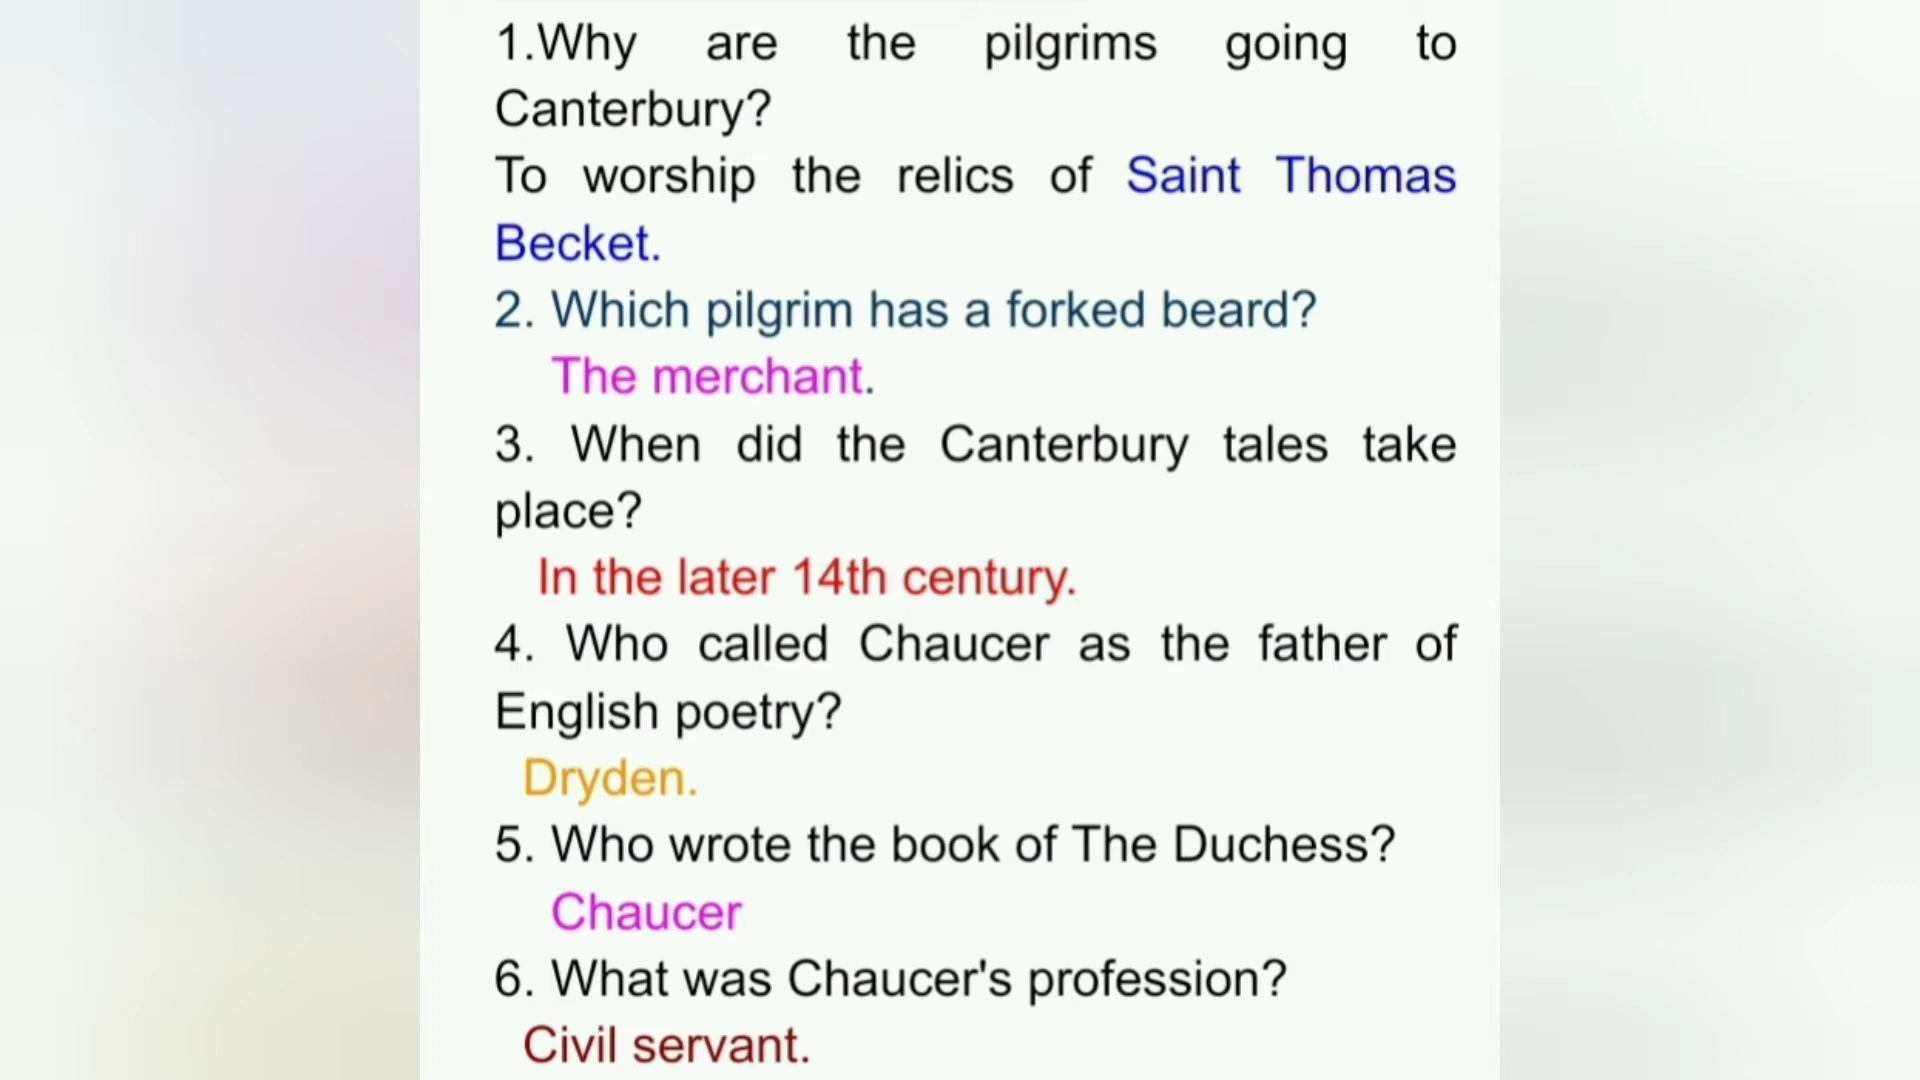 1.Why are the pilgrims going to
Canterbury?
To worship the relics of Saint Thomas
Becket.
2. Which pilgrim has a forked beard?
The merchant.
3. When did the Canterbury tales take
place?
In the later 14th century.
4. Who called Chaucer as the father of
English poetry?
Dryden.
5. Who wrote the book of The Duchess?
Chaucer
6. What was Chaucer's profession?
Civil servant.